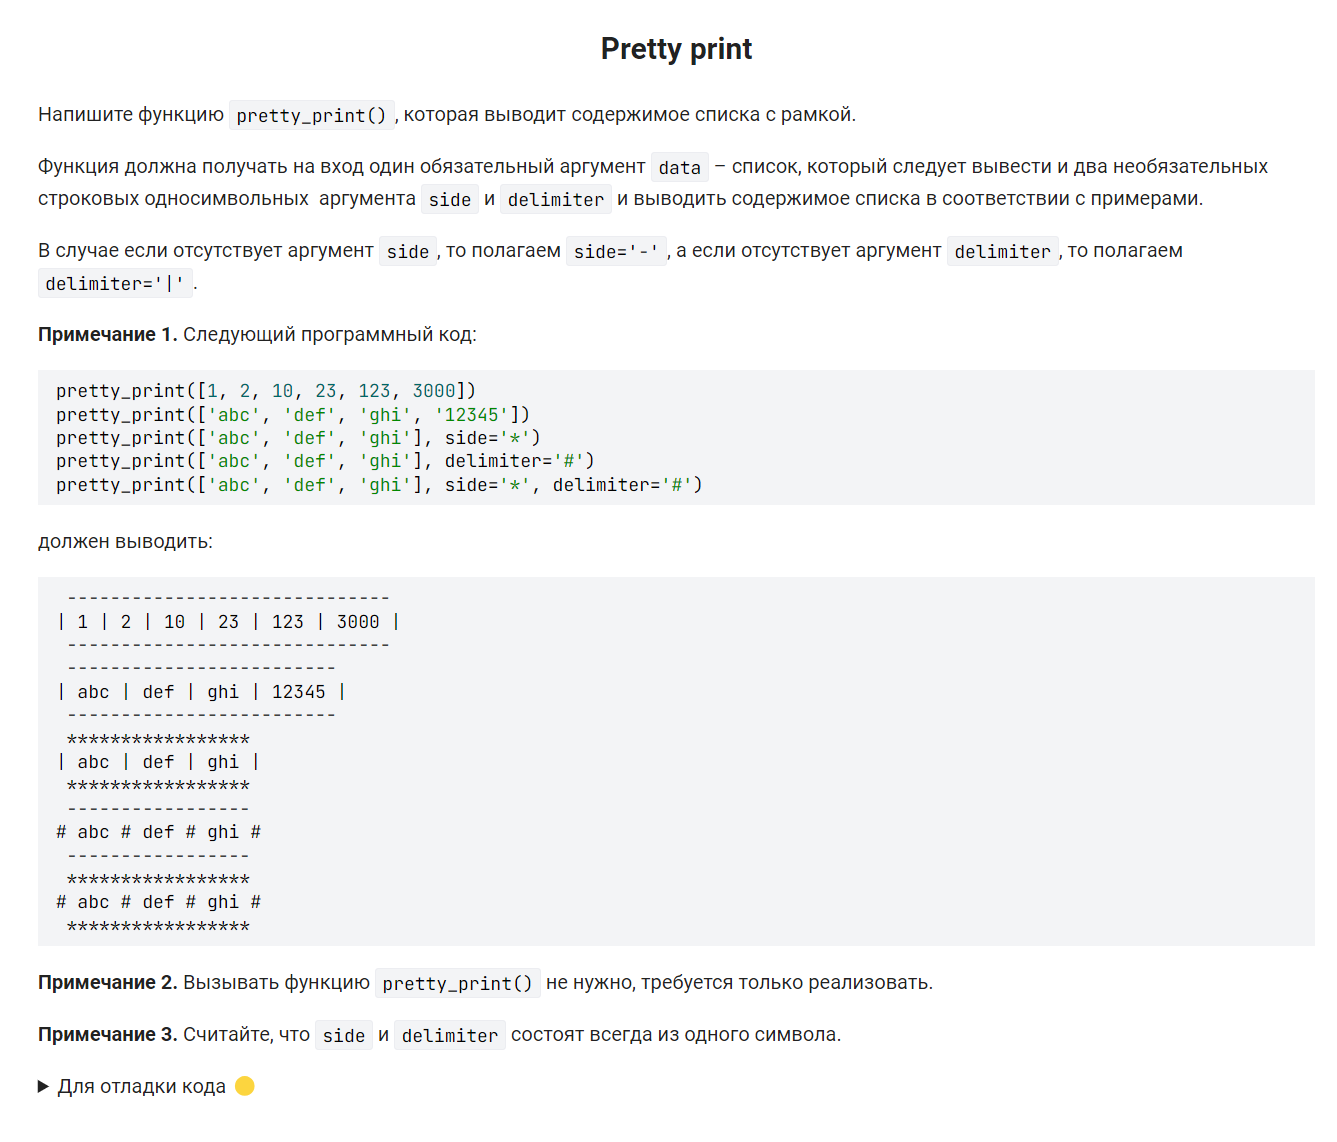 Pretty print
Напишите функцию pretty_print(), которая выводит содержимое списка с рамкой.
Функция должна получать на вход один обязательный аргумент data – список, который следует вывести и два необязательных
строковых односимвольных  аргумента side и delimiter и выводить содержимое списка в соответствии с примерами.
В случае если отсутствует аргумент side, то полагаем side='-', а если отсутствует аргумент delimiter, то полагаем
delimiter='|'.
Примечание 1. Следующий программный код:
pretty_print([1, 2, 10, 23, 123, 3000])
pretty_print(['abc', 'def', 'ghi', '12345'])
pretty_print(['abc', 'def', 'ghi'], side='*')
pretty_print(['abc', 'def', 'ghi'], delimiter='#')
pretty_print(['abc', 'def', 'ghi'], side='*', delimiter='#')
должен выводить:
 ------------------------------
| 1 | 2 | 10 | 23 | 123 | 3000 |
 ------------------------------
 -------------------------
| abc | def | ghi | 12345 |
 -------------------------
 *****************
| abc | def | ghi |
 *****************
 -----------------
# abc # def # ghi #
 -----------------
 *****************
# abc # def # ghi #
 *****************
Примечание 2. Вызывать функцию pretty_print() не нужно, требуется только реализовать.
Примечание 3. Считайте, что side и delimiter состоят всегда из одного символа.
Для отладки кода